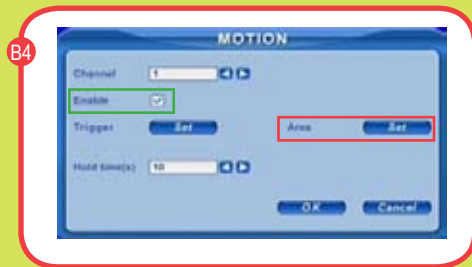 B4
MOTION
Channel 1
Enable
Trigger Set Area Set
Hold time(s) 10
OK Cancel